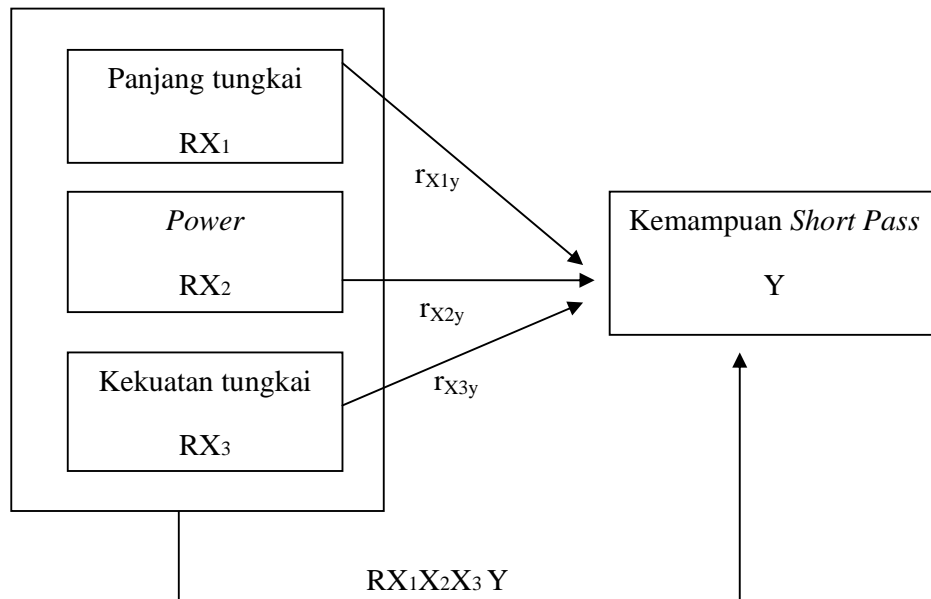 Panjang tungkai
RX₁
rX1y
Power
RX₂
rX2y
Kekuatan tungkai
RX₃
rX3y
Kemampuan Short Pass
Y
RX₁X₂X₃ Y